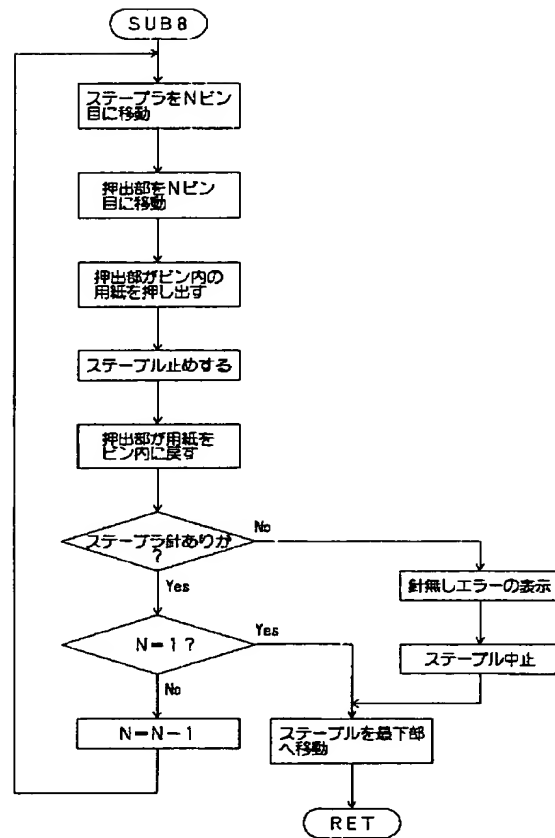 SUB8
ステープラをNビン
目に移動
押出部をNビン
目に移動
押出部がビン内の
用紙を押し出す
ステープル止めする
押出部が用紙を
ビン内に戻す
ステープラ針ありか
?
No
Yes
針無しエラーの表示
N=1?
Yes
ステープル中止
No
N=N-1
ステープルを最下部
へ移動
RET